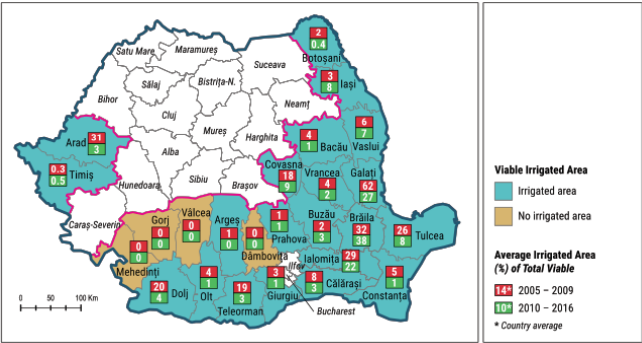 2
0.4
Botoșani
Satu Mare
Maramureș
Suceava
3
8
Iași
Bistrița-N.
Sălaj
Bihor
Neamț
Cluj
6
7
Vaslui
4
1
Bacău
Mureș
Harghita
31
3
Arad
Alba
Covasna
18
9
Vrancea
4
2
Galați
62
27
0.3
0.5
Timiș
Hunedoara
Sibiu
Brașov
Caraș-Severin
Gorj
0
0
Vâlcea
0
0
Argeș
1
0
0
0
Dâmbovița
1
1
Prahova
Buzău
2
3
Brăila
32
38
26
8
Tulcea
0
0
Mehedinți
Ilfov
Ialomița
29
22
20
4
Dolj
4
1
Olt
19
3
Teleorman
3
1
Giurgiu
8
3
Călărași
5
1
Constanța
Bucharest
0 50 100 Km
Viable Irrigated Area
Irrigated area
No irrigated area
Average Irrigated Area
(%) of Total Viable
14* 2005 – 2009
10* 2010 – 2016
* Country average